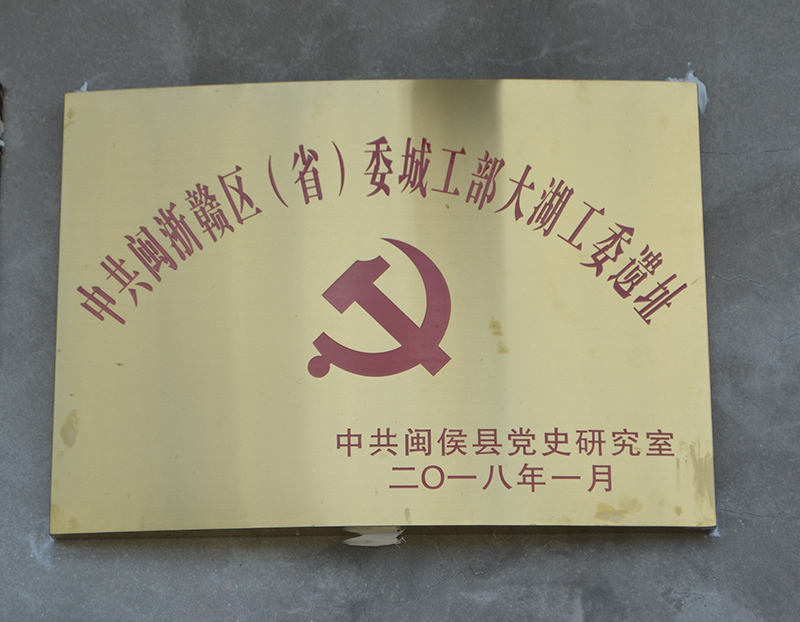 中共闽浙赣区（省）委城工部大湖工委遗址
中共闽侯县党史研究室
二〇一八年一月